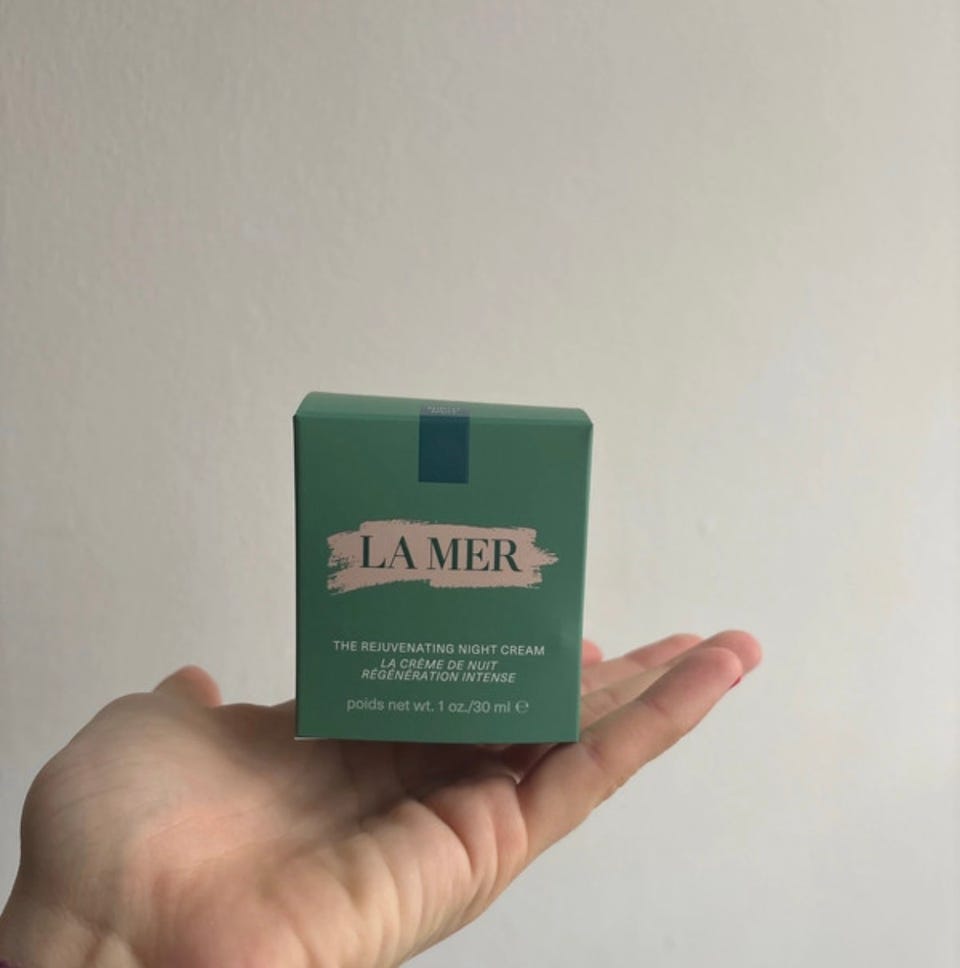 LA MER
THE REJUVENATING NIGHT CREAM
LA CRÈME DE NUIT
RÉGÉNÉRATION INTENSE
poids net wt. 1 oz./30 ml ℮